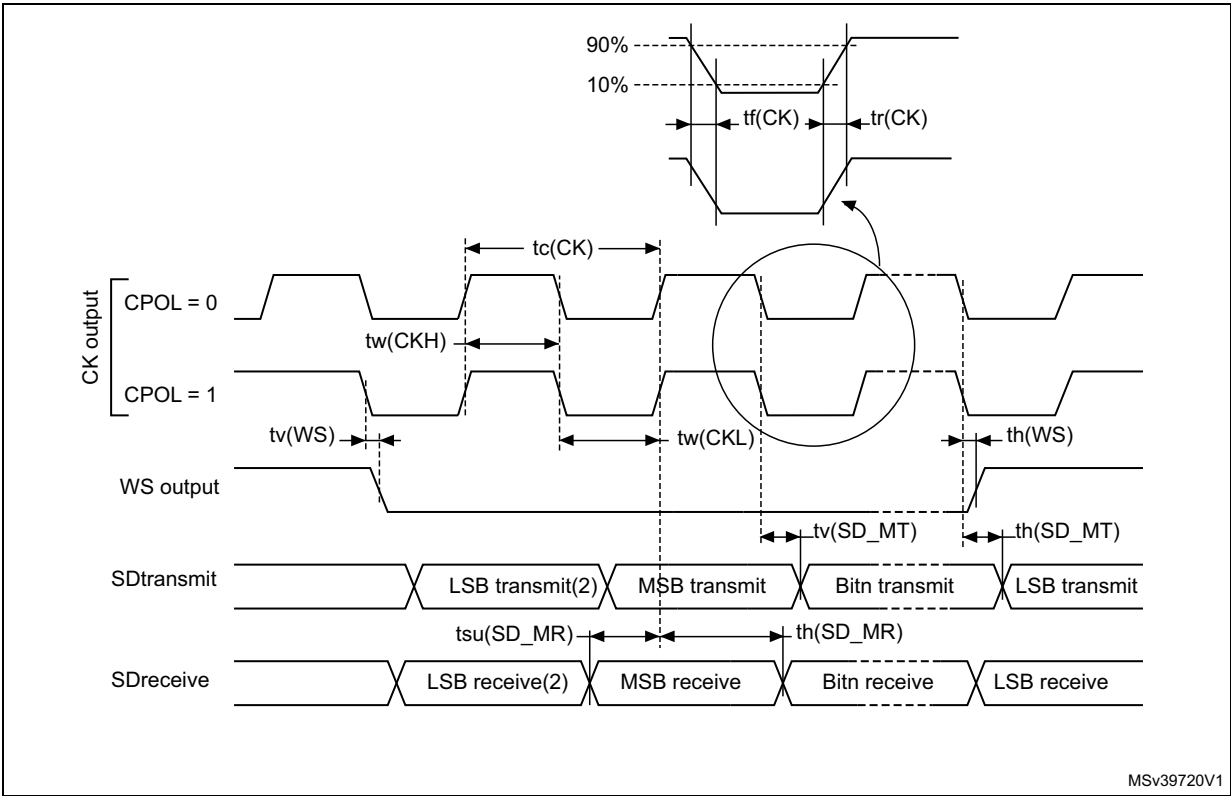 90%
10%
tf(CK)
tr(CK)
tc(CK)
CK output
CPOL = 0
tw(CKH)
CPOL = 1
tv(WS)
tw(CKL)
th(WS)
WS output
tv(SD_MT)
th(SD_MT)
SDtransmit
LSB transmit(2)
MSB transmit
Bitn transmit
LSB transmit
tsu(SD_MR)
th(SD_MR)
SDreceive
LSB receive(2)
MSB receive
Bitn receive
LSB receive
MSv39720V1